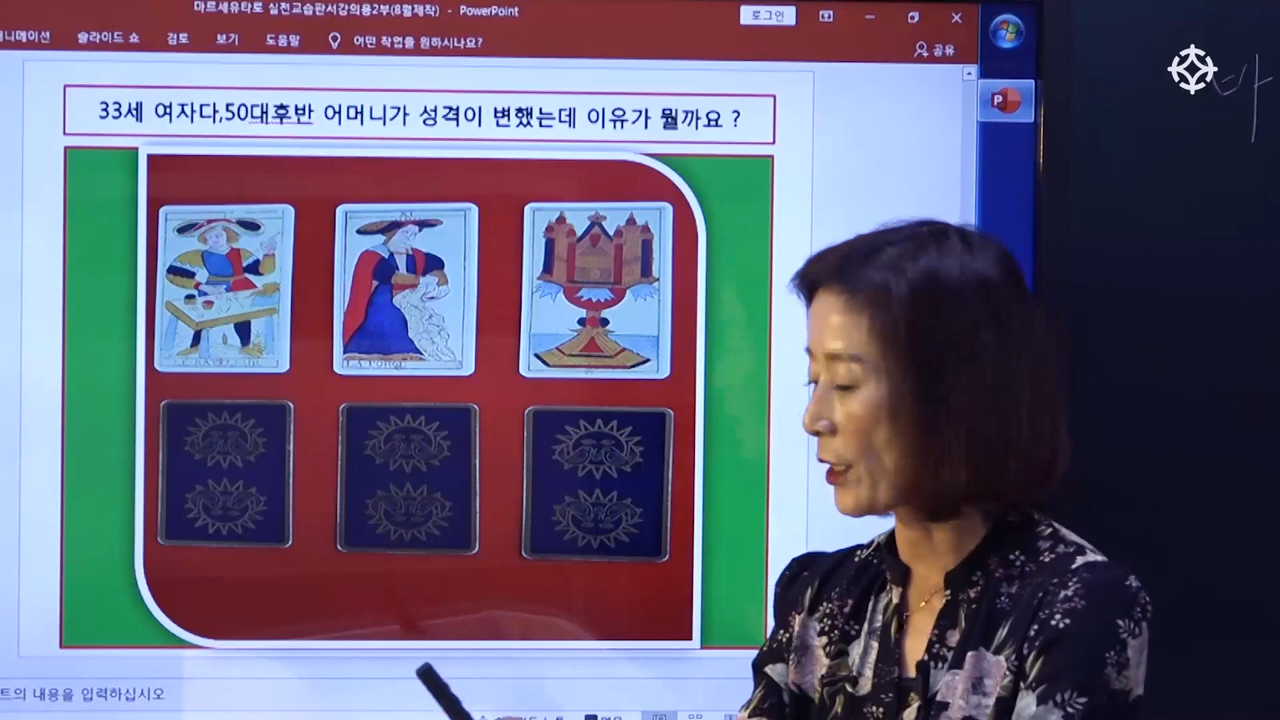 마르세유타로 실전교습판서강의용2부(8월제작) - PowerPoint
로그인
니메이션 슬라이드 쇼 검토 보기 도움말 어떤 작업을 원하시나요?
공유
33세 여자다,50대후반 어머니가 성격이 변했는데 이유가 뭘까요 ?
P
LA FORCE
트의 내용을 입력하십시오